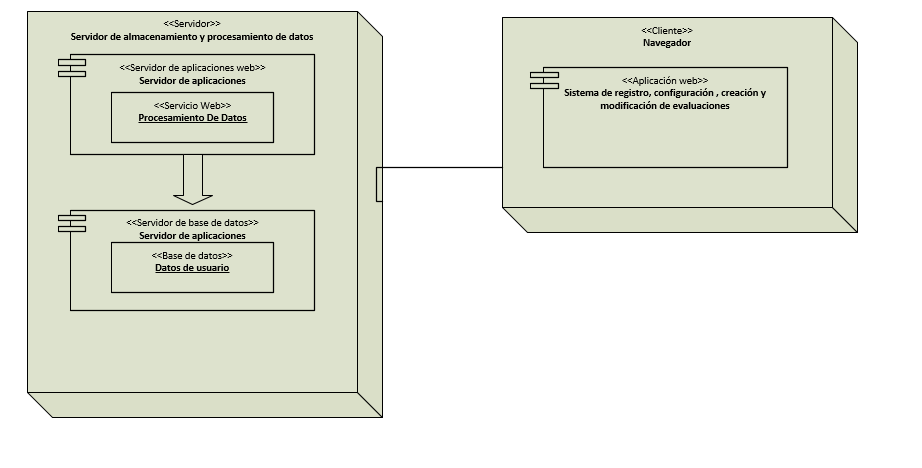 <<Servidor>>
Servidor de almacenamiento y procesamiento de datos
<<Servidor de aplicaciones web>>
Servidor de aplicaciones
<<Servicio Web>>
Procesamiento De Datos
<<Servidor de base de datos>>
Servidor de aplicaciones
<<Base de datos>>
Datos de usuario
<<Cliente>>
Navegador
<<Aplicación web>>
Sistema de registro, configuración , creación y
modificación de evaluaciones